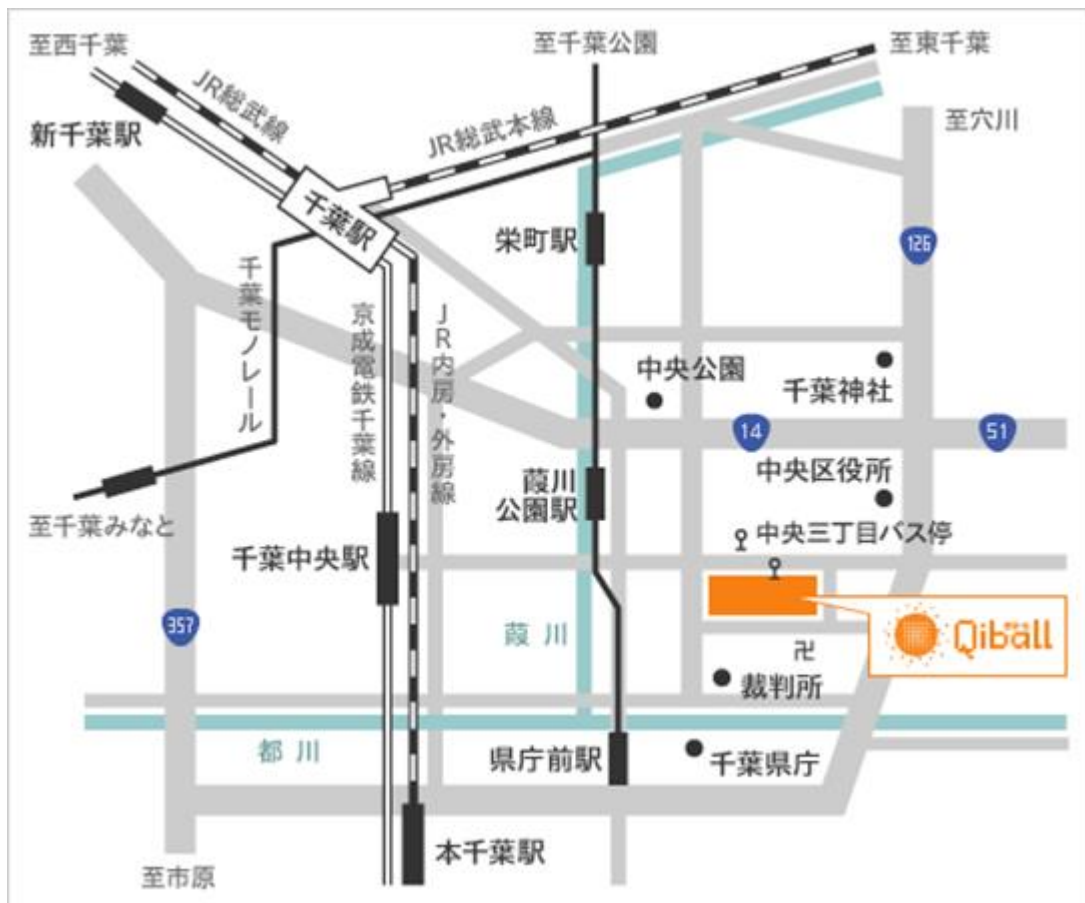 至西千葉
至千葉公園
至東千葉
JR総武線
JR総武本線
新千葉駅
至穴川
千葉駅
栄町駅
126
千葉モノレール
京成電鉄千葉線
JR内房・外房線
中央公園
千葉神社
14
51
葭川
公園駅
中央区役所
至千葉みなと
千葉中央駅
中央三丁目バス停
357
葭川
Qiball
卍
裁判所
都川
県庁前駅
千葉県庁
本千葉駅
至市原